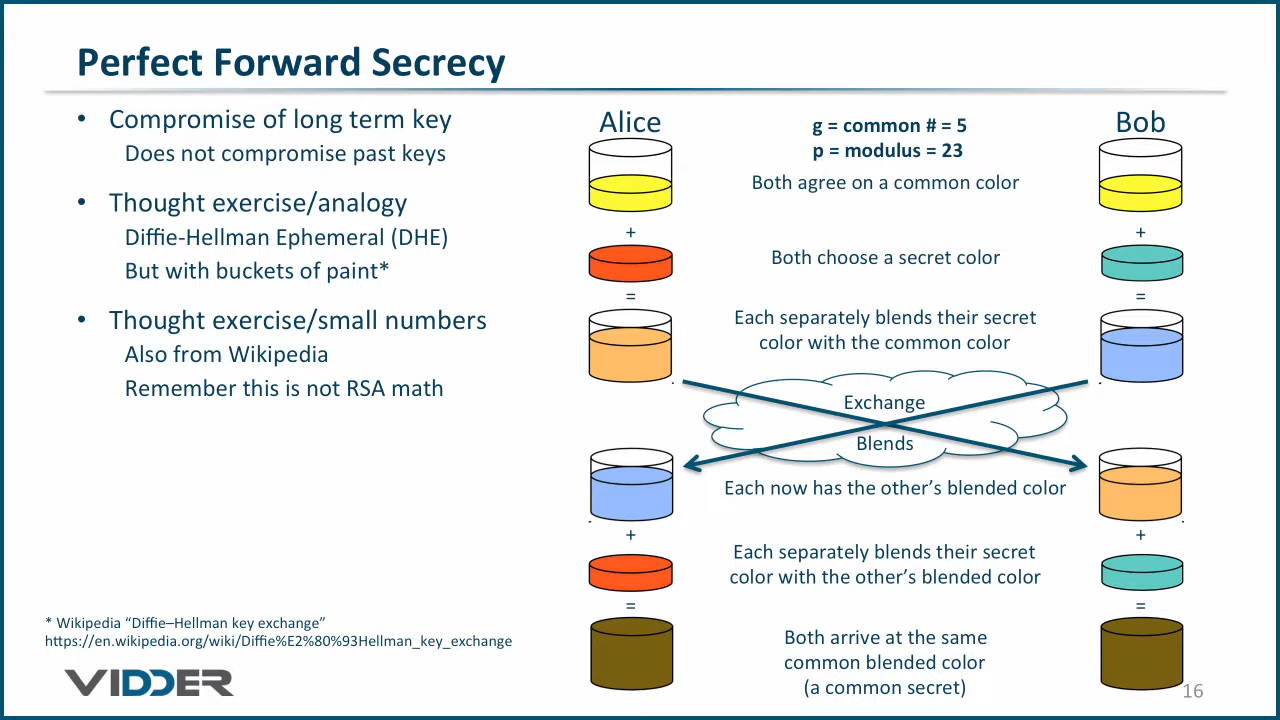 Perfect Forward Secrecy
• Compromise of long term key
Does not compromise past keys
• Thought exercise/analogy
Diffie-Hellman Ephemeral (DHE)
But with buckets of paint*
• Thought exercise/small numbers
Also from Wikipedia
Remember this is not RSA math
* Wikipedia “Diffie–Hellman key exchange”
https://en.wikipedia.org/wiki/Diffie%E2%80%93Hellman_key_exchange
VIDDER
Alice
g = common # = 5
p = modulus = 23
Bob
Both agree on a common color
+
+
Both choose a secret color
=
=
Each separately blends their secret
color with the common color
Exchange
Blends
Each now has the other’s blended color
+
+
Each separately blends their secret
color with the other’s blended color
=
=
Both arrive at the same
common blended color
(a common secret)
16